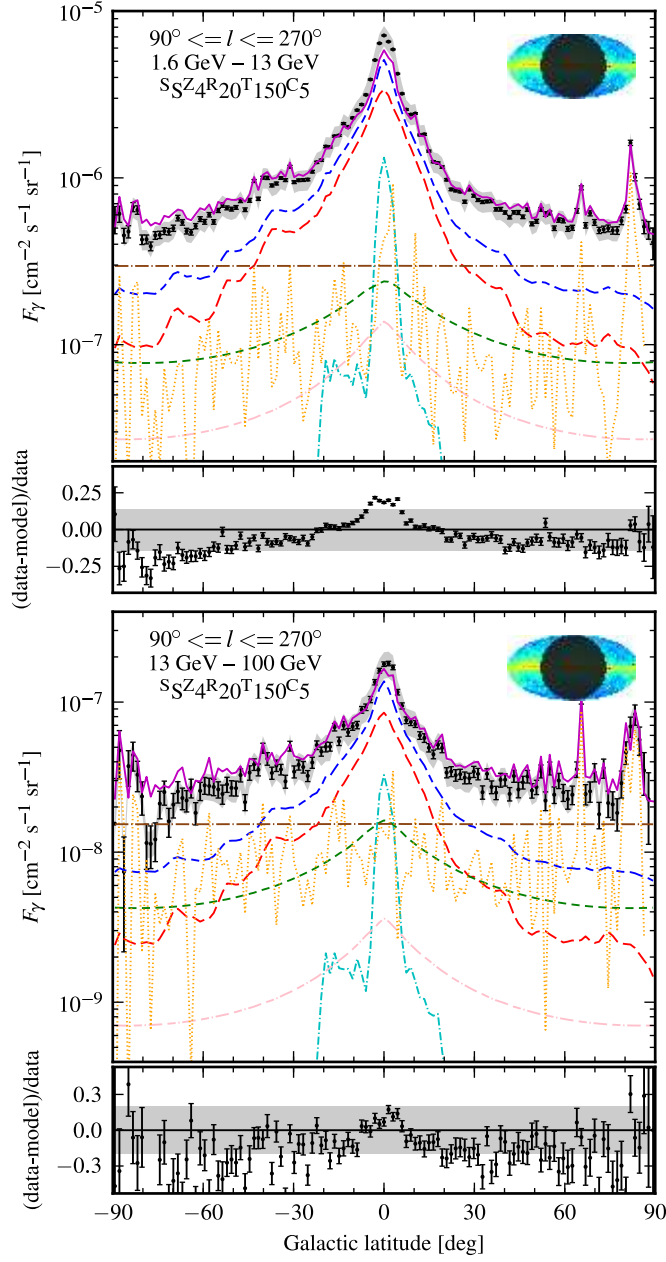 10⁻⁵
90° <= l <= 270°
1.6 GeV − 13 GeV
ˢSᶻ4ᴿ20ᵀ150ᶜ5
10⁻⁶
10⁻⁷
F_γ [cm⁻² s⁻¹ sr⁻¹]
0.25
0.00
−0.25
(data-model)/data
90° <= l <= 270°
13 GeV − 100 GeV
ˢSᶻ4ᴿ20ᵀ150ᶜ5
10⁻⁷
10⁻⁸
10⁻⁹
F_γ [cm⁻² s⁻¹ sr⁻¹]
0.3
0.0
−0.3
(data-model)/data
−90 −60 −30 0 30 60 90
Galactic latitude [deg]